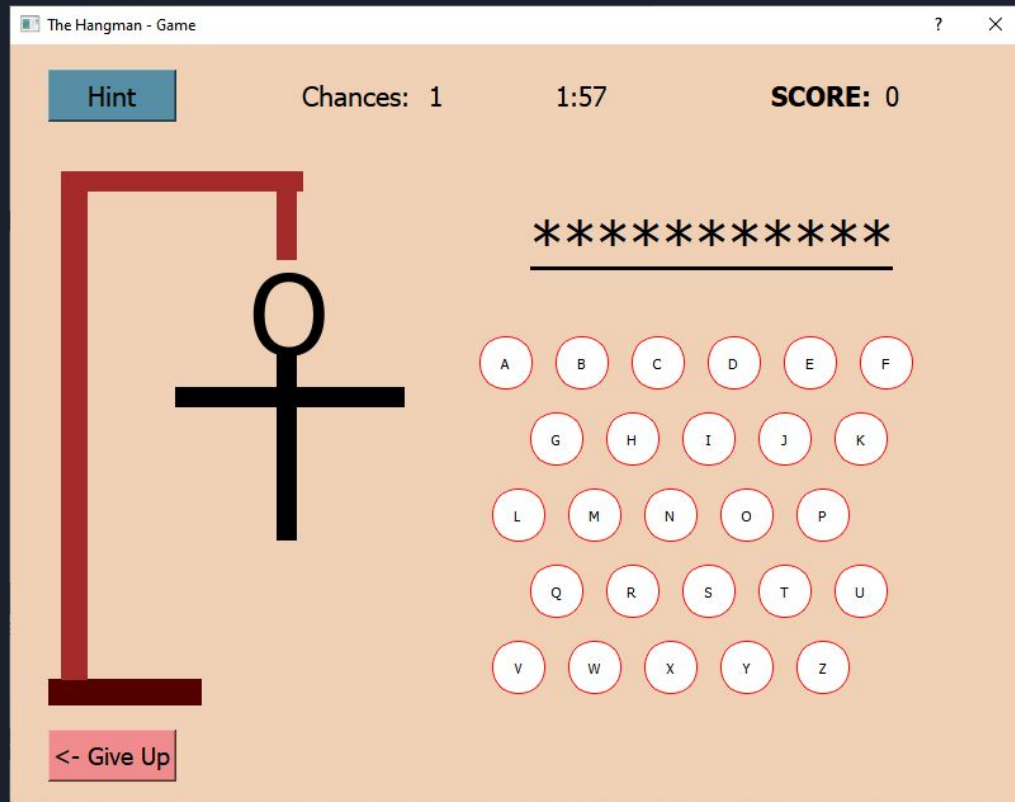 The Hangman - Game
Hint Chances: 1 1:57 SCORE: 0
***********
A B C D E F
G H I J K
L M N O P
Q R S T U
V W X Y Z
<- Give Up